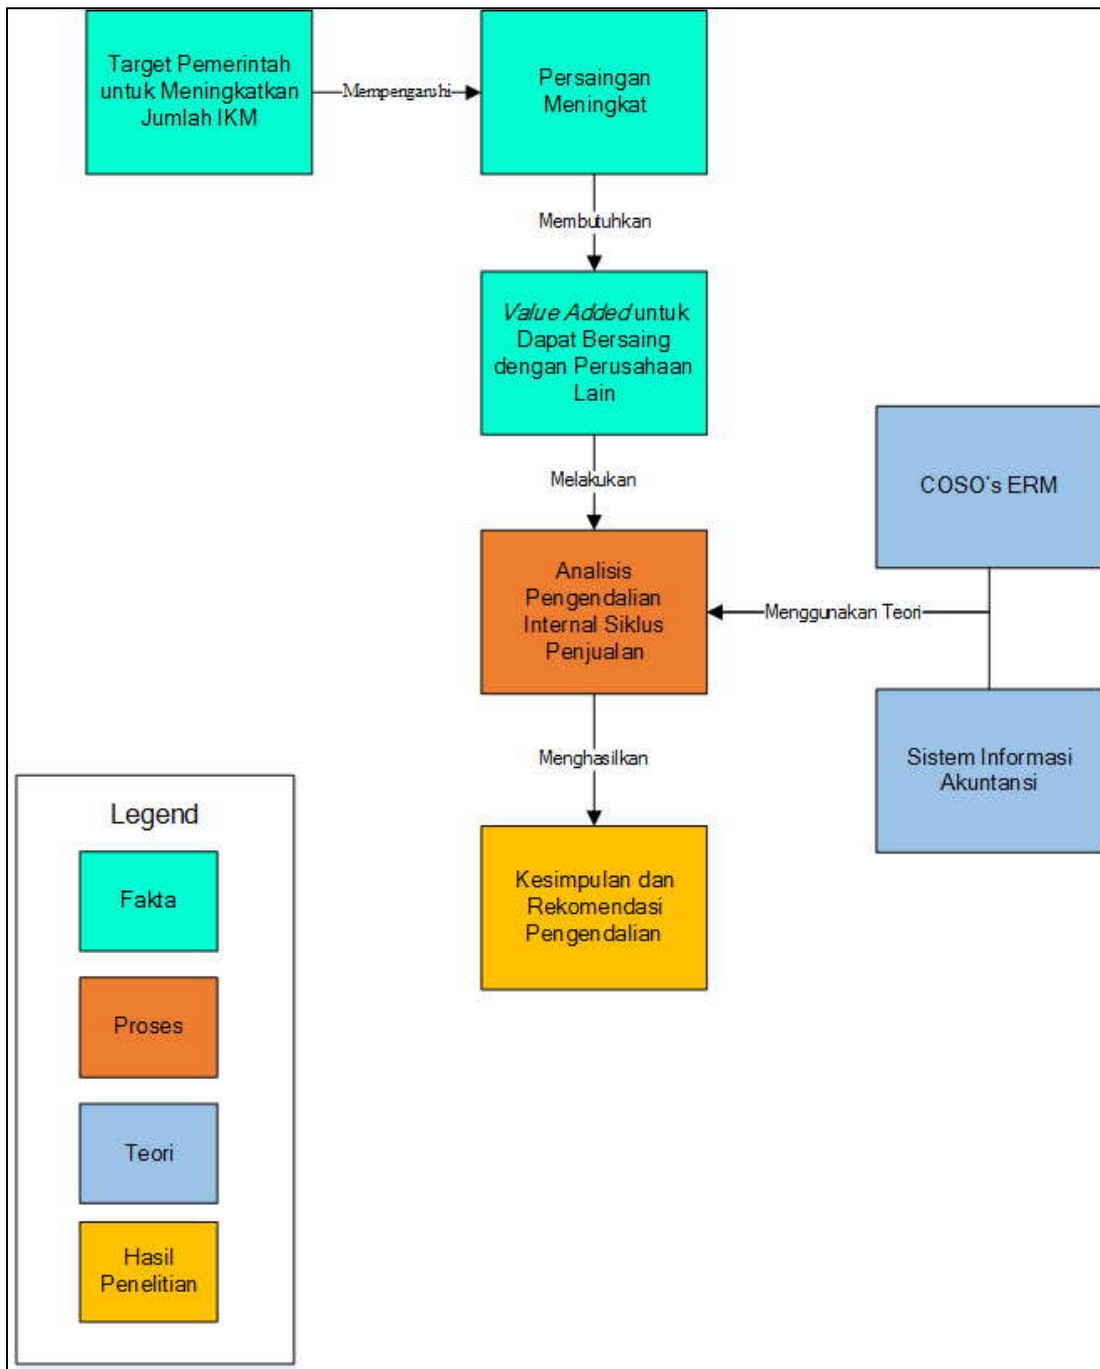 Target Pemerintah
untuk Meningkatkan
Jumlah IKM
Mempengaruhi
Persaingan
Meningkat
Membutuhkan
Value Added untuk
Dapat Bersaing
dengan Perusahaan
Lain
Melakukan
COSO's ERM
Analisis
Pengendalian
Internal Siklus
Penjualan
Menggunakan Teori
Sistem Informasi
Akuntansi
Menghasilkan
Kesimpulan dan
Rekomendasi
Pengendalian
Legend
Fakta
Proses
Teori
Hasil
Penelitian